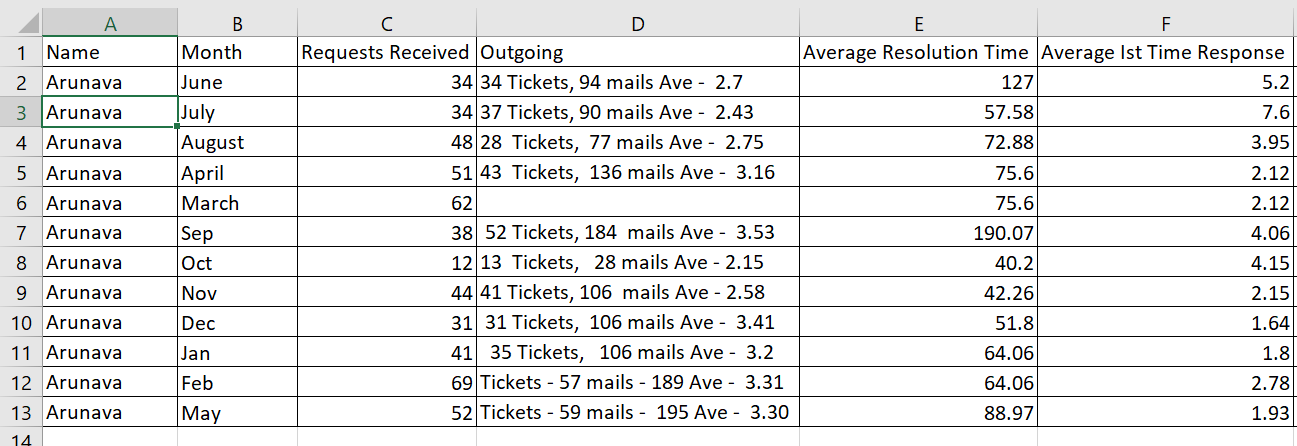 A B C D E F
1 Name Month Requests Received Outgoing Average Resolution Time Average Ist Time Response
2 Arunava June 34 34 Tickets, 94 mails Ave - 2.7 127 5.2
3 Arunava July 34 37 Tickets, 90 mails Ave - 2.43 57.58 7.6
4 Arunava August 48 28 Tickets, 77 mails Ave - 2.75 72.88 3.95
5 Arunava April 51 43 Tickets, 136 mails Ave - 3.16 75.6 2.12
6 Arunava March 62 75.6 2.12
7 Arunava Sep 38 52 Tickets, 184 mails Ave - 3.53 190.07 4.06
8 Arunava Oct 12 13 Tickets, 28 mails Ave - 2.15 40.2 4.15
9 Arunava Nov 44 41 Tickets, 106 mails Ave - 2.58 42.26 2.15
10 Arunava Dec 31 31 Tickets, 106 mails Ave - 3.41 51.8 1.64
11 Arunava Jan 41 35 Tickets, 106 mails Ave - 3.2 64.06 1.8
12 Arunava Feb 69 Tickets - 57 mails - 189 Ave - 3.31 64.06 2.78
13 Arunava May 52 Tickets - 59 mails - 195 Ave - 3.30 88.97 1.93
14